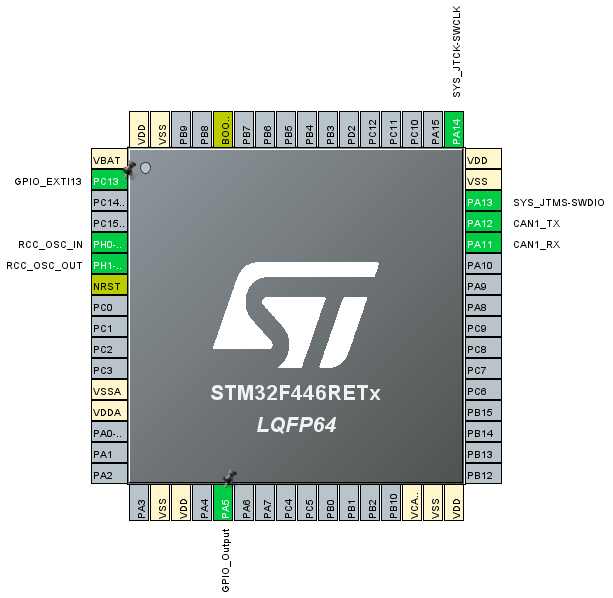 SYS_JTCK-SWCLK
VDD
VSS
PB9
PB8
BOO..
PB7
PB6
PB5
PB4
PB3
PD2
PC12
PC11
PC10
PA15
PA14
VBAT
GPIO_EXTI13 PC13
PC14..
PC15..
RCC_OSC_IN PH0-..
RCC_OSC_OUT PH1-..
NRST
PC0
PC1
PC2
PC3
VSSA
VDDA
PA0-..
PA1
PA2
VDD
VSS
PA13 SYS_JTMS-SWDIO
PA12 CAN1_TX
PA11 CAN1_RX
PA10
PA9
PA8
PC9
PC8
PC7
PC6
PB15
PB14
PB13
PB12
ST
STM32F446RETx
LQFP64
PA3
VSS
VDD
PA4
PA5
PA6
PA7
PC4
PC5
PB0
PB1
PB2
PB10
VCA..
VSS
VDD
GPIO_Output